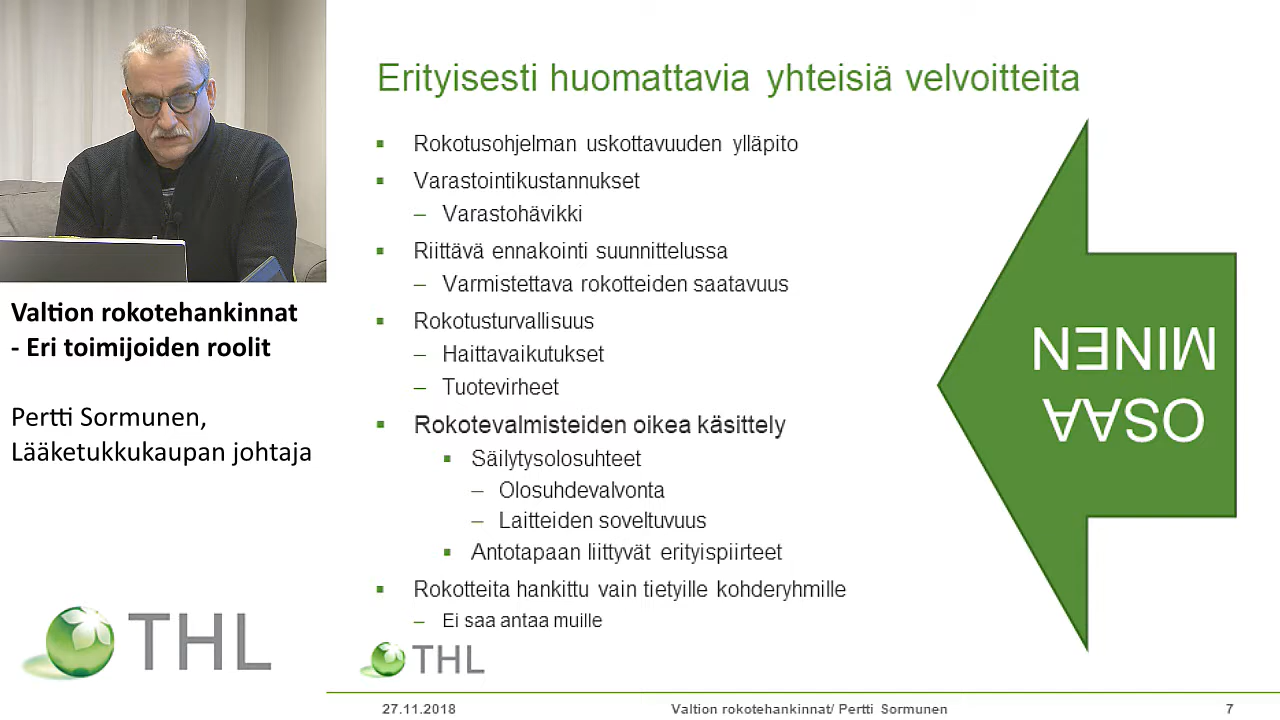 Erityisesti huomattavia yhteisiä velvoitteita
Rokotusohjelman uskottavuuden ylläpito
Varastointikustannukset
– Varastohävikki
Riittävä ennakointi suunnittelussa
– Varmistettava rokotteiden saatavuus
Rokotusturvallisuus
– Haittavaikutukset
– Tuotevirheet
Rokotevalmisteiden oikea käsittely
Säilytysolosuhteet
– Olosuhdevalvonta
– Laitteiden soveltuvuus
Antotapaan liittyvät erityispiirteet
Rokotteita hankittu vain tietyille kohderyhmille
– Ei saa antaa muille
OSAA
MINEN
Valtion rokotehankinnat
- Eri toimijoiden roolit
Pertti Sormunen,
Lääketukkukaupan johtaja
THL
THL
27.11.2018
Valtion rokotehankinnat/ Pertti Sormunen
7